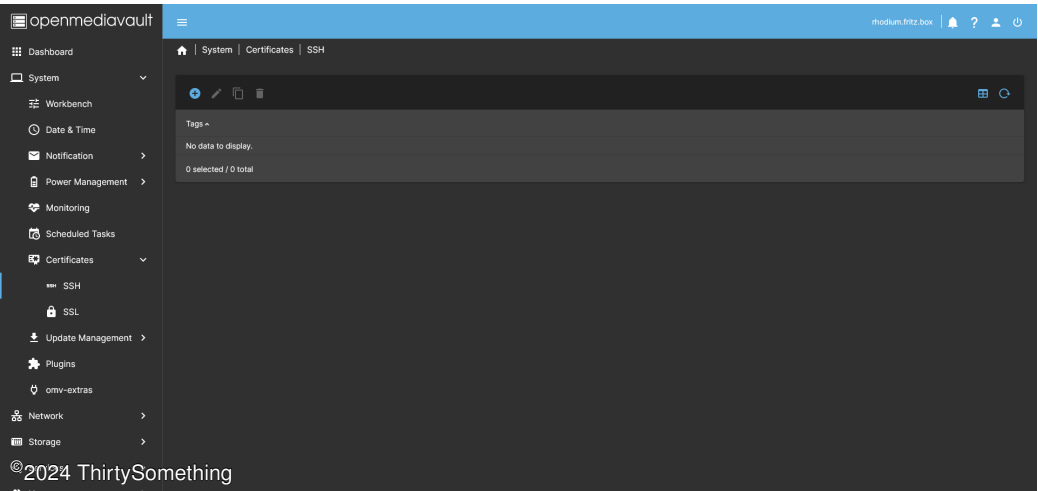 openmediavault
rhodium.fritz.box
Dashboard
System | Certificates | SSH
System
Workbench
Tags
Date & Time
No data to display.
Notification
0 selected / 0 total
Power Management
Monitoring
Scheduled Tasks
Certificates
SSH SSH
SSL
Update Management
Plugins
omv-extras
Network
Storage
©2024 ThirtySomething